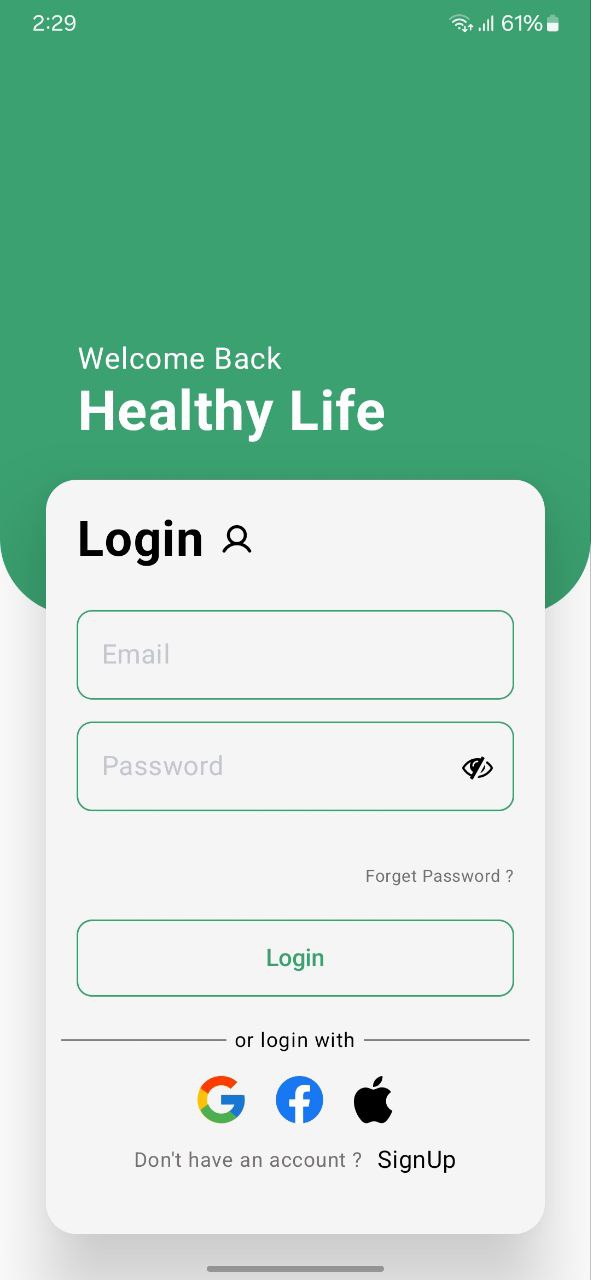 2:29 61%
Welcome Back
Healthy Life
Login
Email
Password
Forget Password ?
Login
or login with
Don't have an account ? SignUp